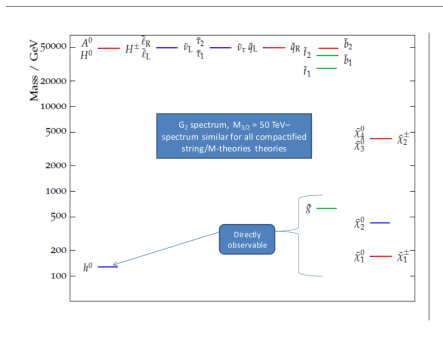 Mass / GeV
50000
20000
10000
5000
2000
1000
500
200
100
A⁰
H⁰
H±
ℓ̃R
ℓ̃L
ν̃L
τ̃2
τ̃1
ν̃τ
q̃L
q̃R
t̃2
t̃1
b̃2
b̃1
G₂ spectrum, M₃/₂ = 50 TeV–
spectrum similar for all compactified
string/M-theories theories
χ̃⁰4
χ̃⁰3
χ̃±2
g̃
χ̃⁰2
χ̃⁰1
χ̃±1
Directly
observable
h⁰